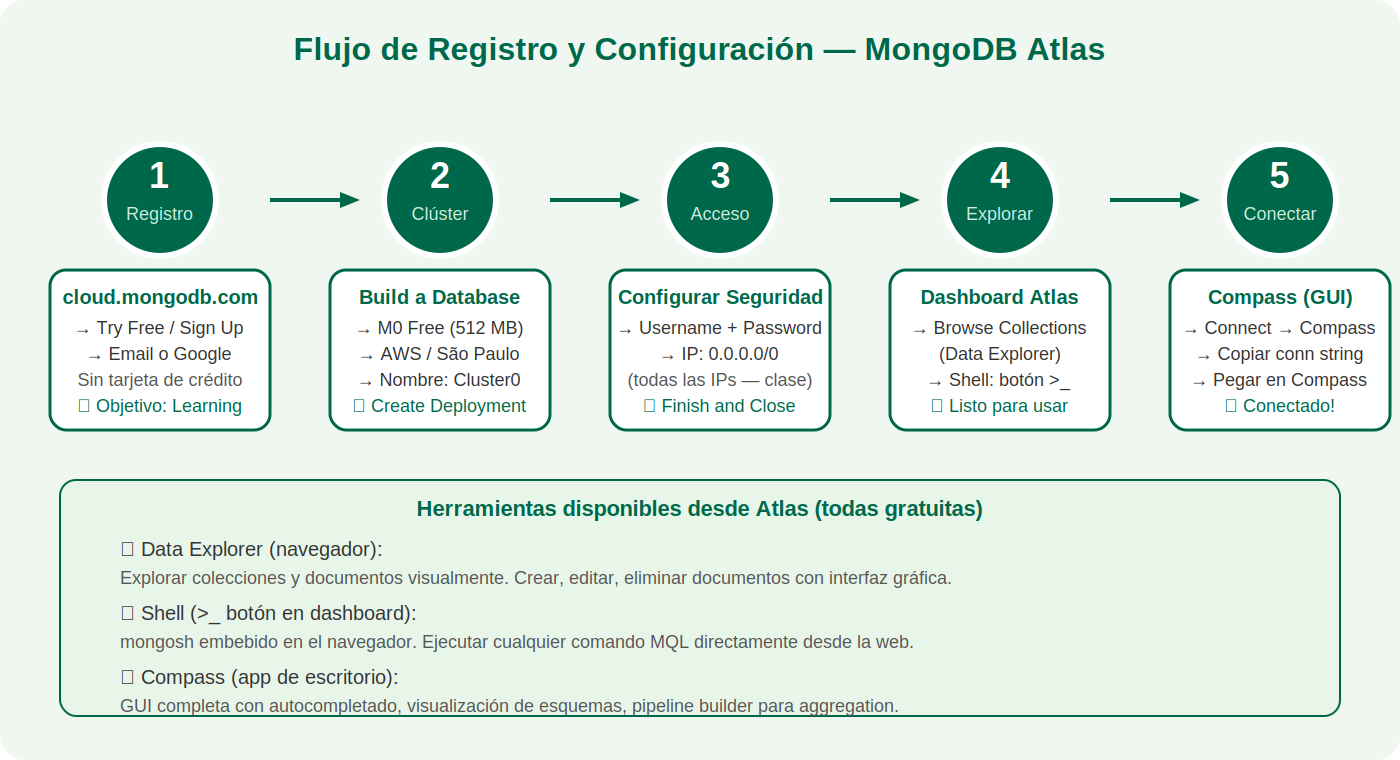 Flujo de Registro y Configuración — MongoDB Atlas
1
Registro
2
Clúster
3
Acceso
4
Explorar
5
Conectar
cloud.mongodb.com
→ Try Free / Sign Up
→ Email o Google
Sin tarjeta de crédito
Objetivo: Learning
Build a Database
→ M0 Free (512 MB)
→ AWS / São Paulo
→ Nombre: Cluster0
Create Deployment
Configurar Seguridad
→ Username + Password
→ IP: 0.0.0.0/0
(todas las IPs — clase)
Finish and Close
Dashboard Atlas
→ Browse Collections
(Data Explorer)
→ Shell: botón >_
Listo para usar
Compass (GUI)
→ Connect → Compass
→ Copiar conn string
→ Pegar en Compass
Conectado!
Herramientas disponibles desde Atlas (todas gratuitas)
Data Explorer (navegador):
Explorar colecciones y documentos visualmente. Crear, editar, eliminar documentos con interfaz gráfica.
Shell (>_ botón en dashboard):
mongosh embebido en el navegador. Ejecutar cualquier comando MQL directamente desde la web.
Compass (app de escritorio):
GUI completa con autocompletado, visualización de esquemas, pipeline builder para aggregation.